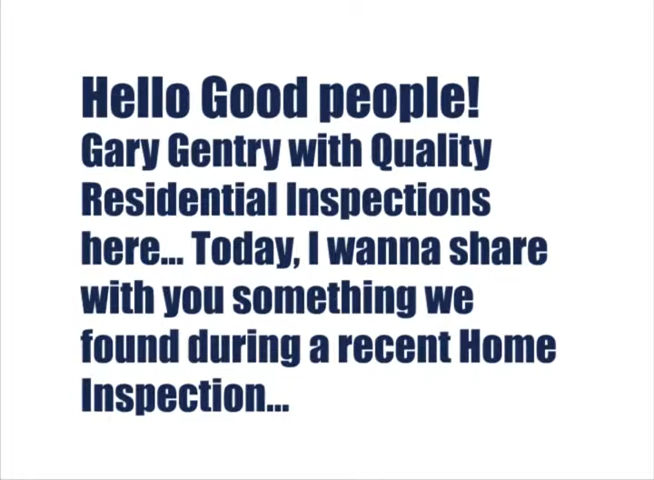 Hello Good people!
Gary Gentry with Quality
Residential Inspections
here... Today, I wanna share
with you something we
found during a recent Home
Inspection...